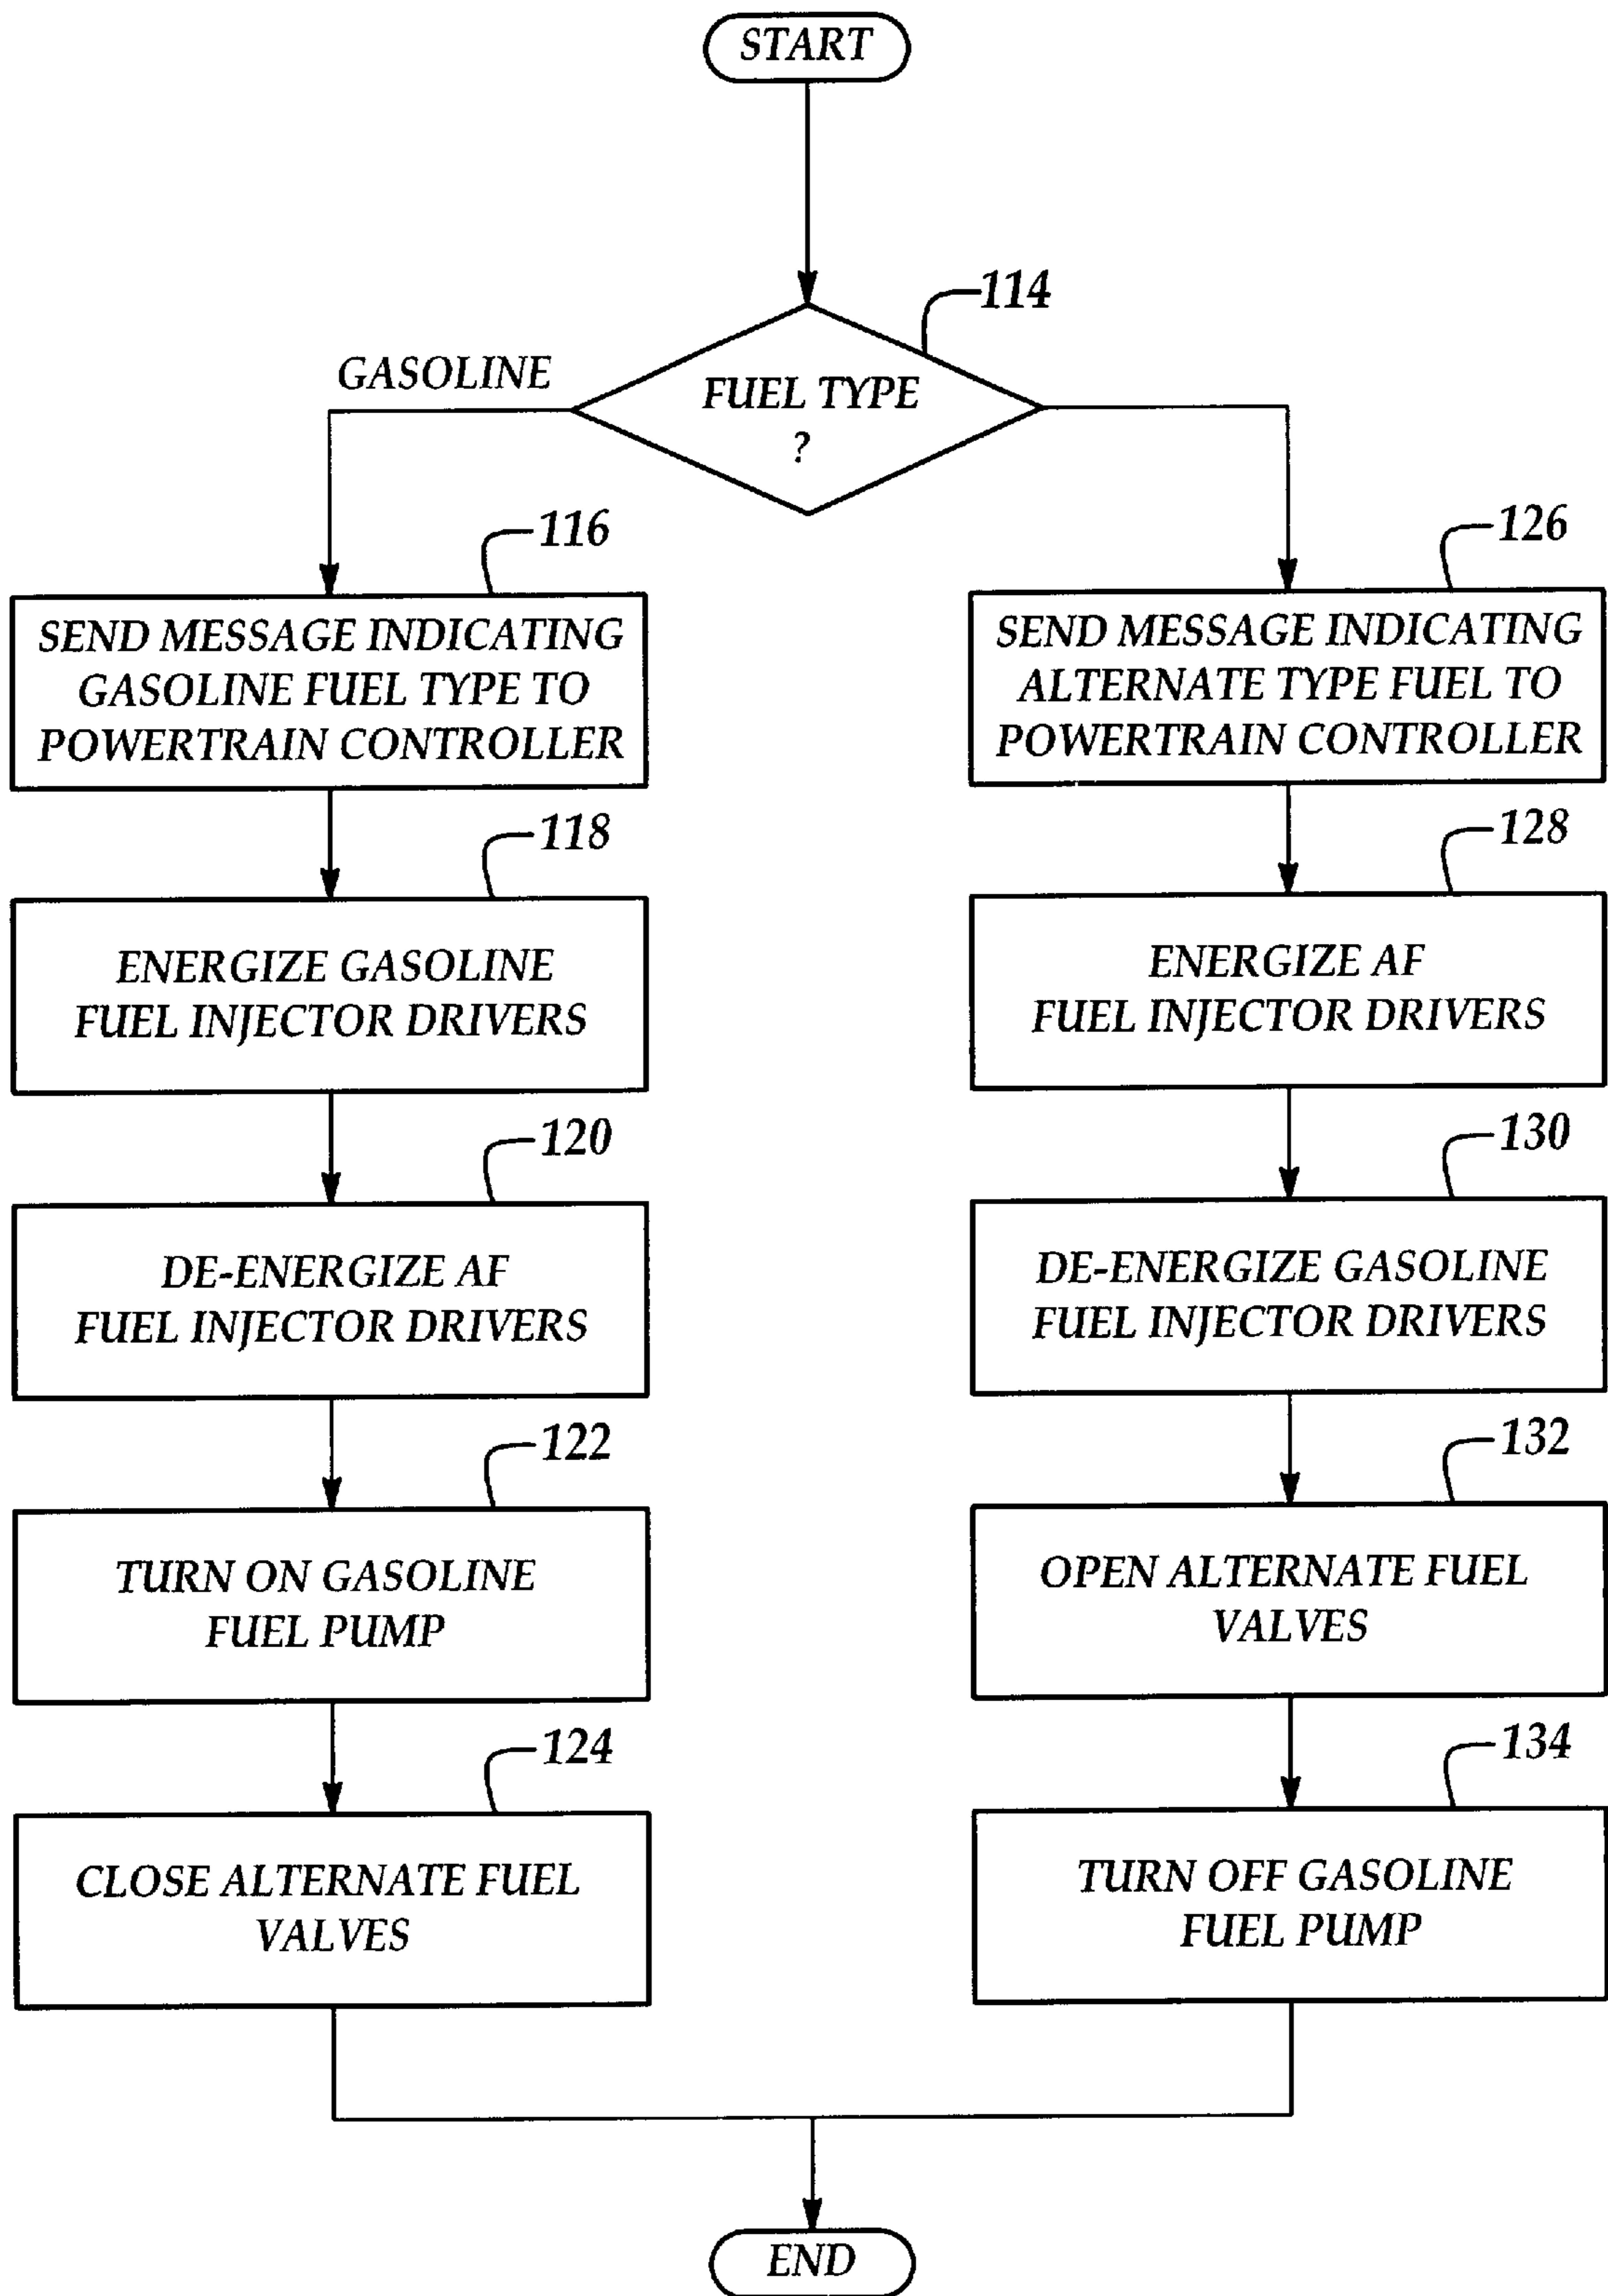 START
114
GASOLINE
FUEL TYPE
?
116
SEND MESSAGE INDICATING
GASOLINE FUEL TYPE TO
POWERTRAIN CONTROLLER
118
ENERGIZE GASOLINE
FUEL INJECTOR DRIVERS
120
DE-ENERGIZE AF
FUEL INJECTOR DRIVERS
122
TURN ON GASOLINE
FUEL PUMP
124
CLOSE ALTERNATE FUEL
VALVES
126
SEND MESSAGE INDICATING
ALTERNATE TYPE FUEL TO
POWERTRAIN CONTROLLER
128
ENERGIZE AF
FUEL INJECTOR DRIVERS
130
DE-ENERGIZE GASOLINE
FUEL INJECTOR DRIVERS
132
OPEN ALTERNATE FUEL
VALVES
134
TURN OFF GASOLINE
FUEL PUMP
END